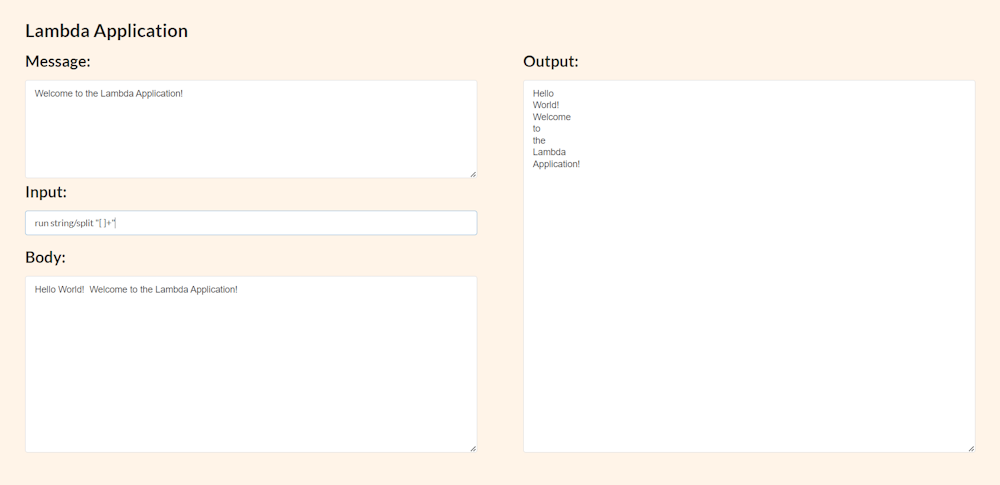 Lambda Application
Message:
Welcome to the Lambda Application!
Input:
run string/split "[ ]+"
Body:
Hello World!  Welcome to the Lambda Application!
Output:
Hello
World!
Welcome
to
the
Lambda
Application!